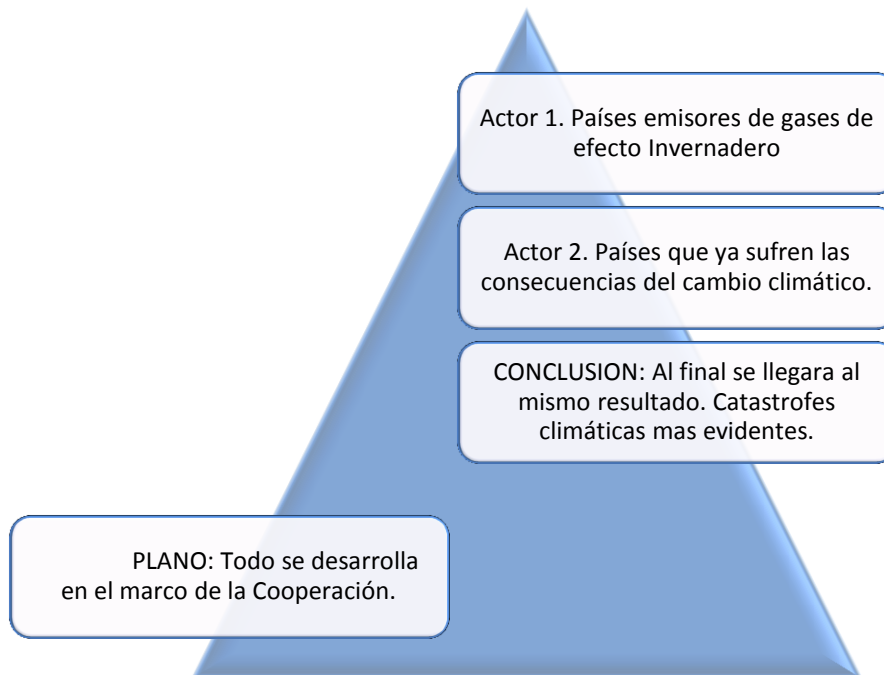 Actor 1. Países emisores de gases de
efecto Invernadero
Actor 2. Países que ya sufren las
consecuencias del cambio climático.
CONCLUSION: Al final se llegara al
mismo resultado. Catastrofes
climáticas mas evidentes.
PLANO: Todo se desarrolla
en el marco de la Cooperación.